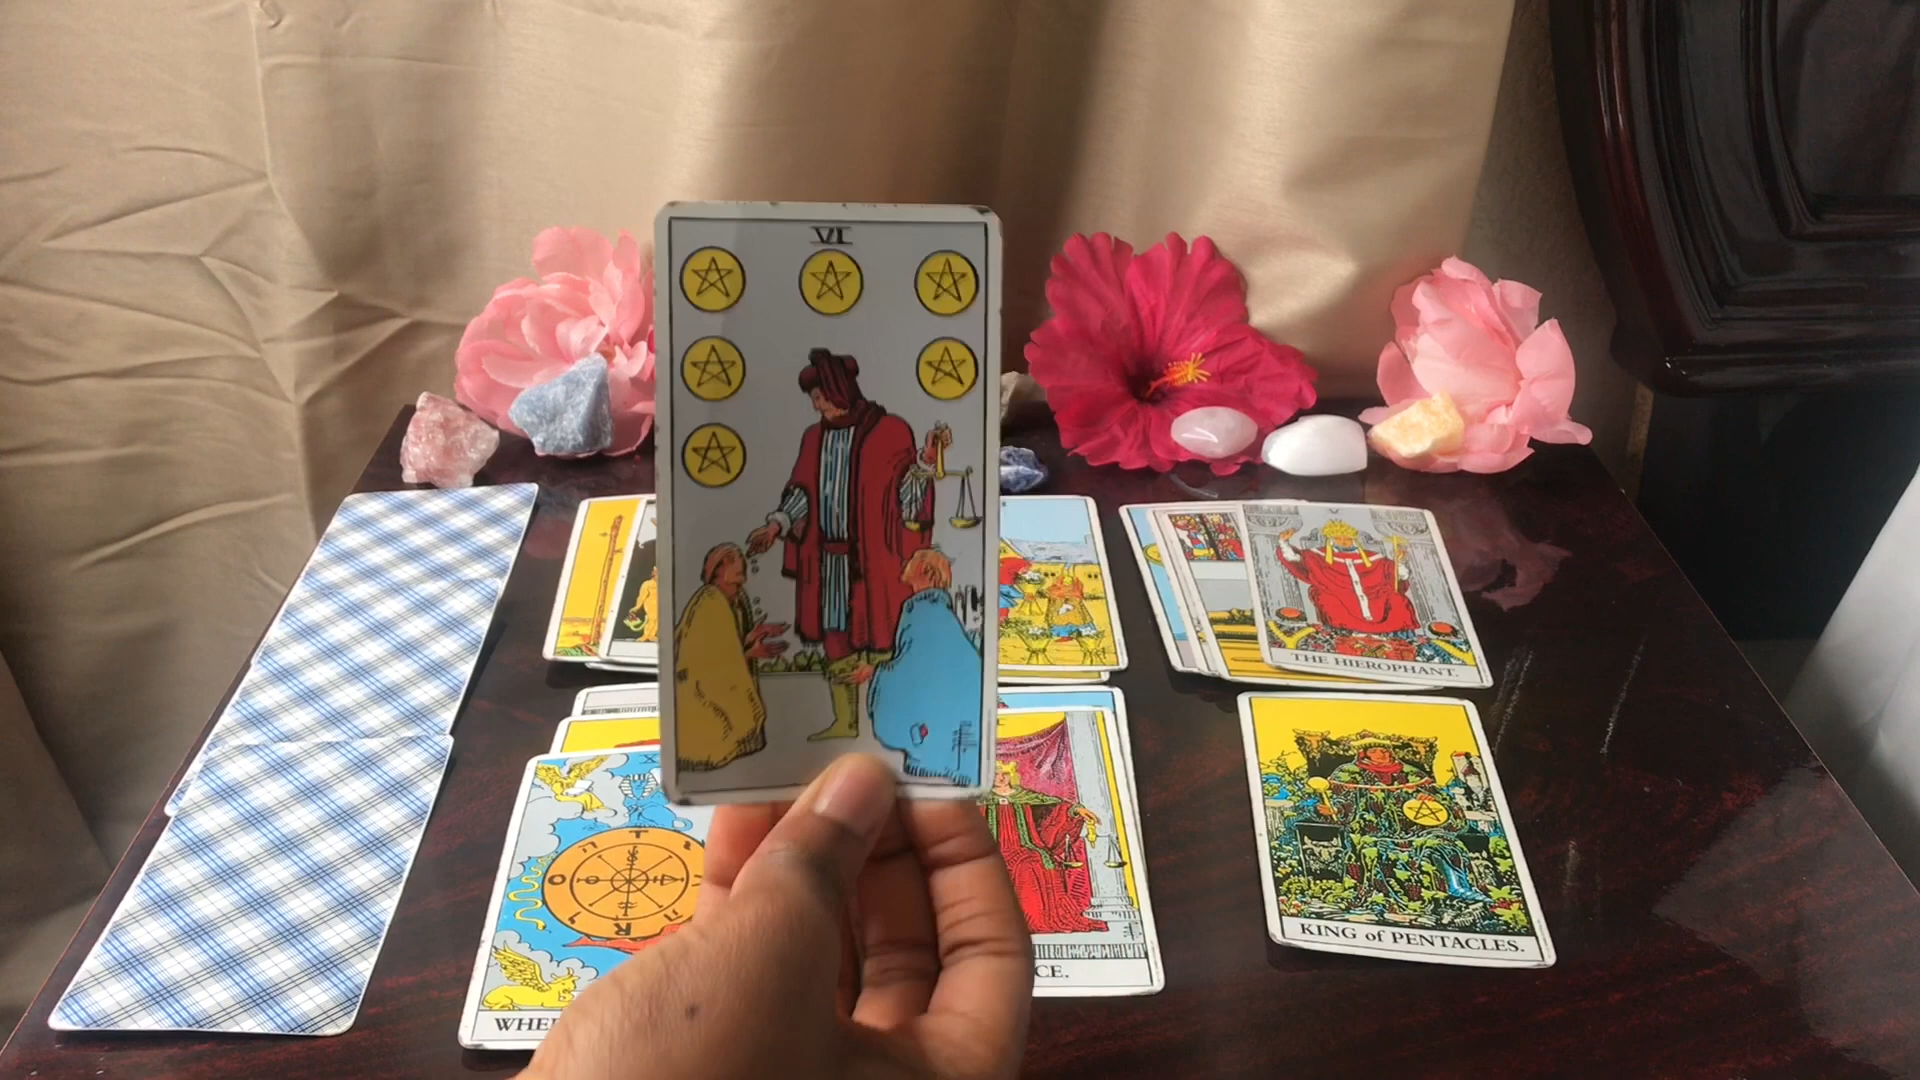 VI
V
THE HIEROPHANT.
X
T
A
R
O
KING of PENTACLES.
CE.
WHE